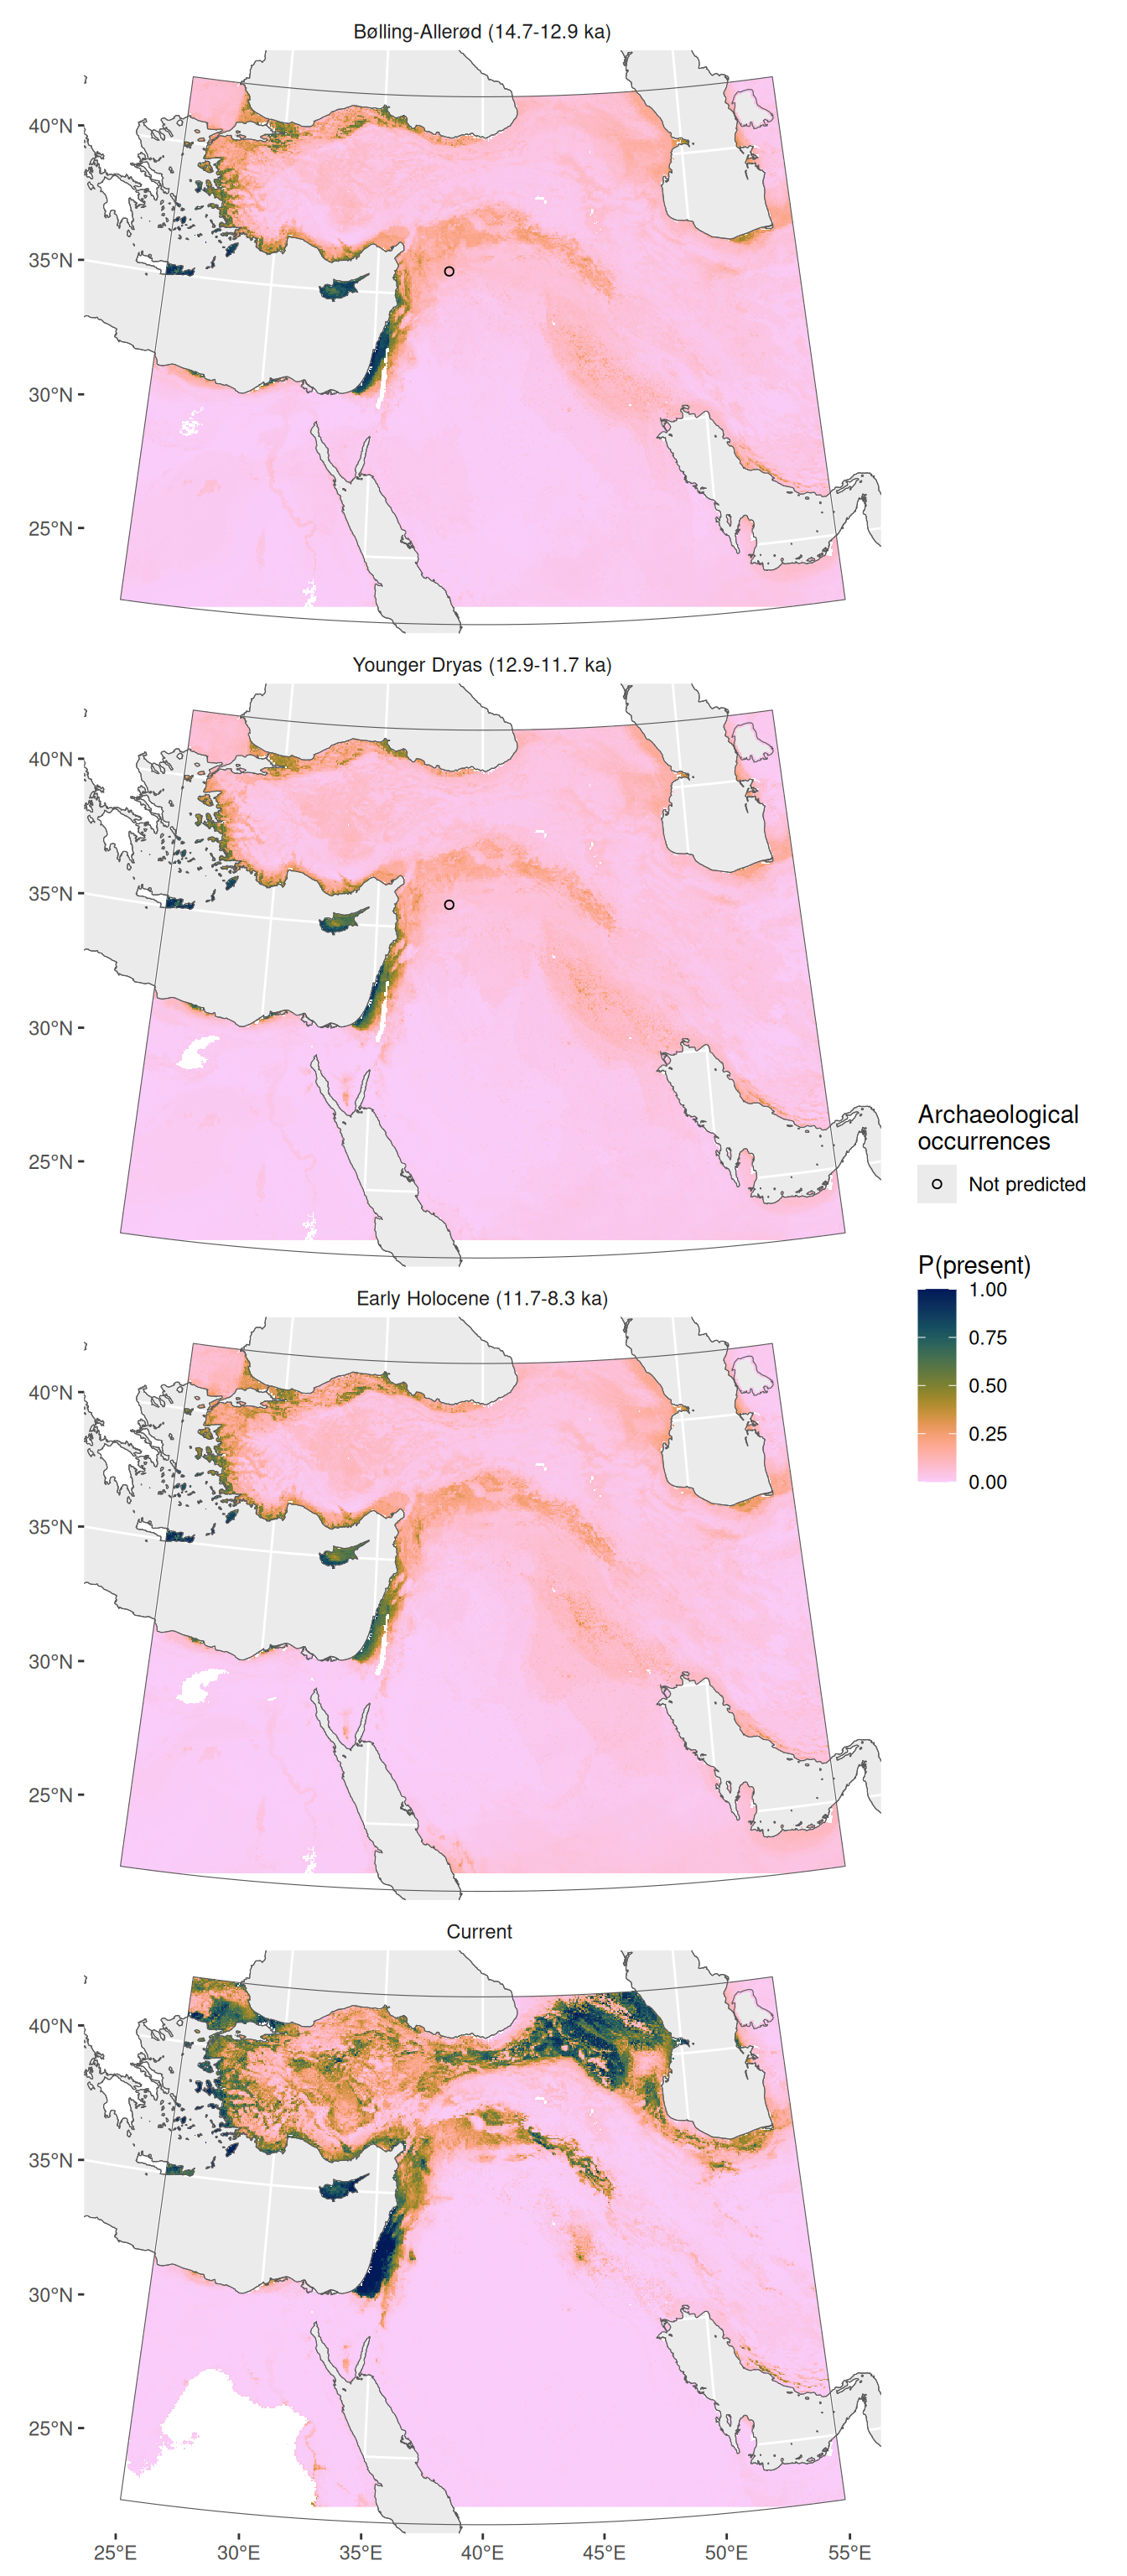 Bølling-Allerød (14.7-12.9 ka)
40°N
35°N
30°N
25°N
Younger Dryas (12.9-11.7 ka)
40°N
35°N
30°N
25°N
Archaeological
occurrences
Not predicted
P(present)
1.00
0.75
0.50
0.25
0.00
Early Holocene (11.7-8.3 ka)
40°N
35°N
30°N
25°N
Current
40°N
35°N
30°N
25°N
25°E 30°E 35°E 40°E 45°E 50°E 55°E